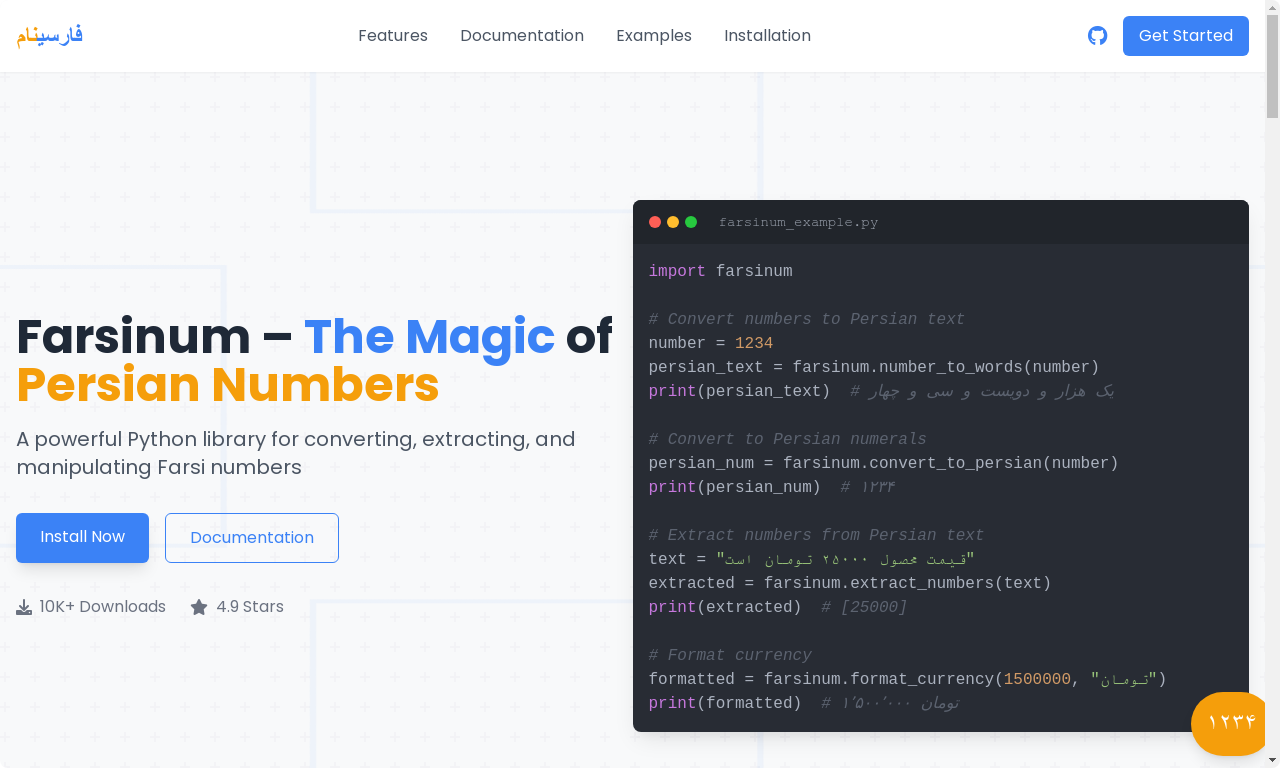 فارسینام
Features
Documentation
Examples
Installation
Get Started
Farsinum – The Magic of
Persian Numbers
A powerful Python library for converting, extracting, and
manipulating Farsi numbers
Install Now
Documentation
10K+ Downloads
4.9 Stars
farsinum_example.py
import farsinum
# Convert numbers to Persian text
number = 1234
persian_text = farsinum.number_to_words(number)
print(persian_text)  # یک هزار و دویست و سی و چهار
# Convert to Persian numerals
persian_num = farsinum.convert_to_persian(number)
print(persian_num)  # ۱۲۳۴
# Extract numbers from Persian text
text = "قیمت محصول ۲۵۰۰۰ تومان است"
extracted = farsinum.extract_numbers(text)
print(extracted)  # [25000]
# Format currency
formatted = farsinum.format_currency(1500000, "تومان")
print(formatted)  # ۱٬۵۰۰٬۰۰۰ تومان
۱۲۳۴